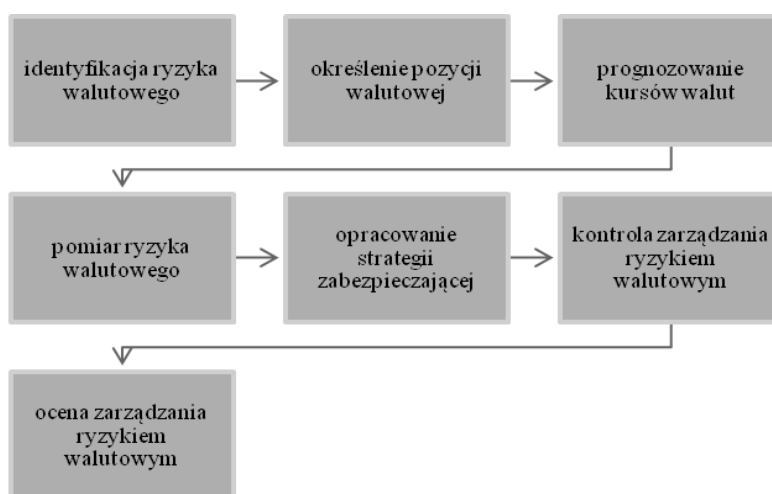 identyfikacja ryzyka
walutowego
określenie pozycji
walutowej
prognozowanie
kursów walut
pomiar ryzyka
walutowego
opracowanie
strategii
zabezpieczającej
kontrola zarządzania
ryzykiem
walutowym
ocena zarządzania
ryzykiem
walutowym